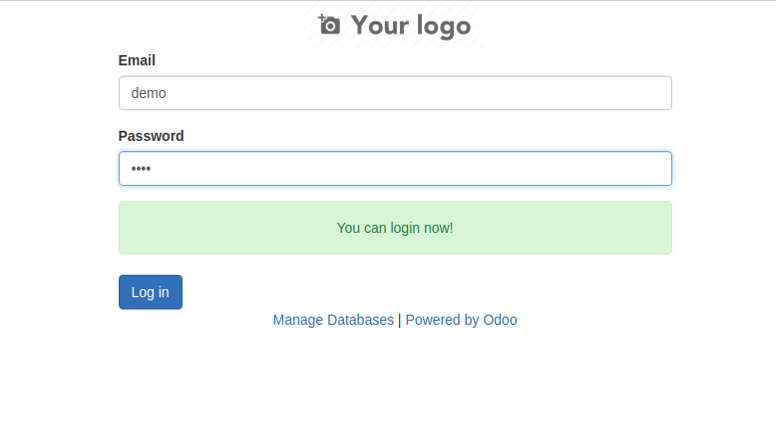 Your logo
Email
demo
Password
••••
You can login now!
Log in
Manage Databases | Powered by Odoo